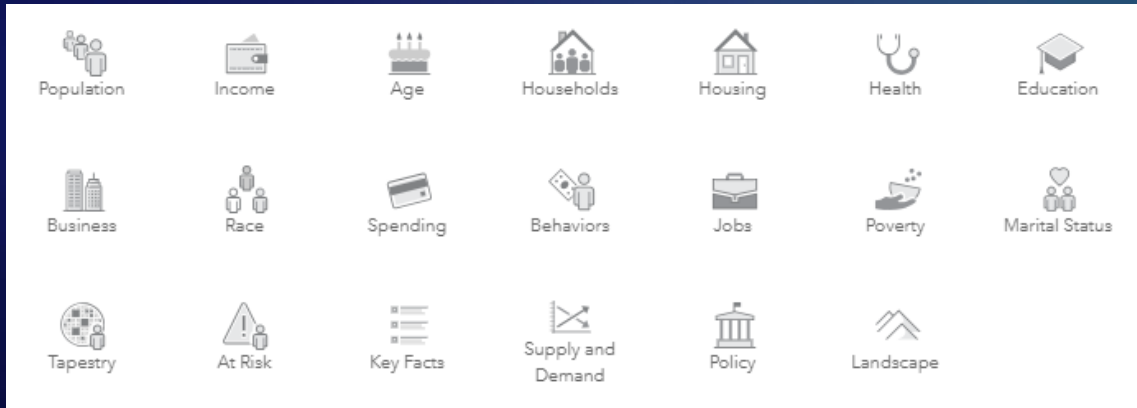 Population
Income
Age
Households
Housing
Health
Education
Business
Race
Spending
Behaviors
Jobs
Poverty
Marital Status
Tapestry
At Risk
Key Facts
Supply and
Demand
Policy
Landscape